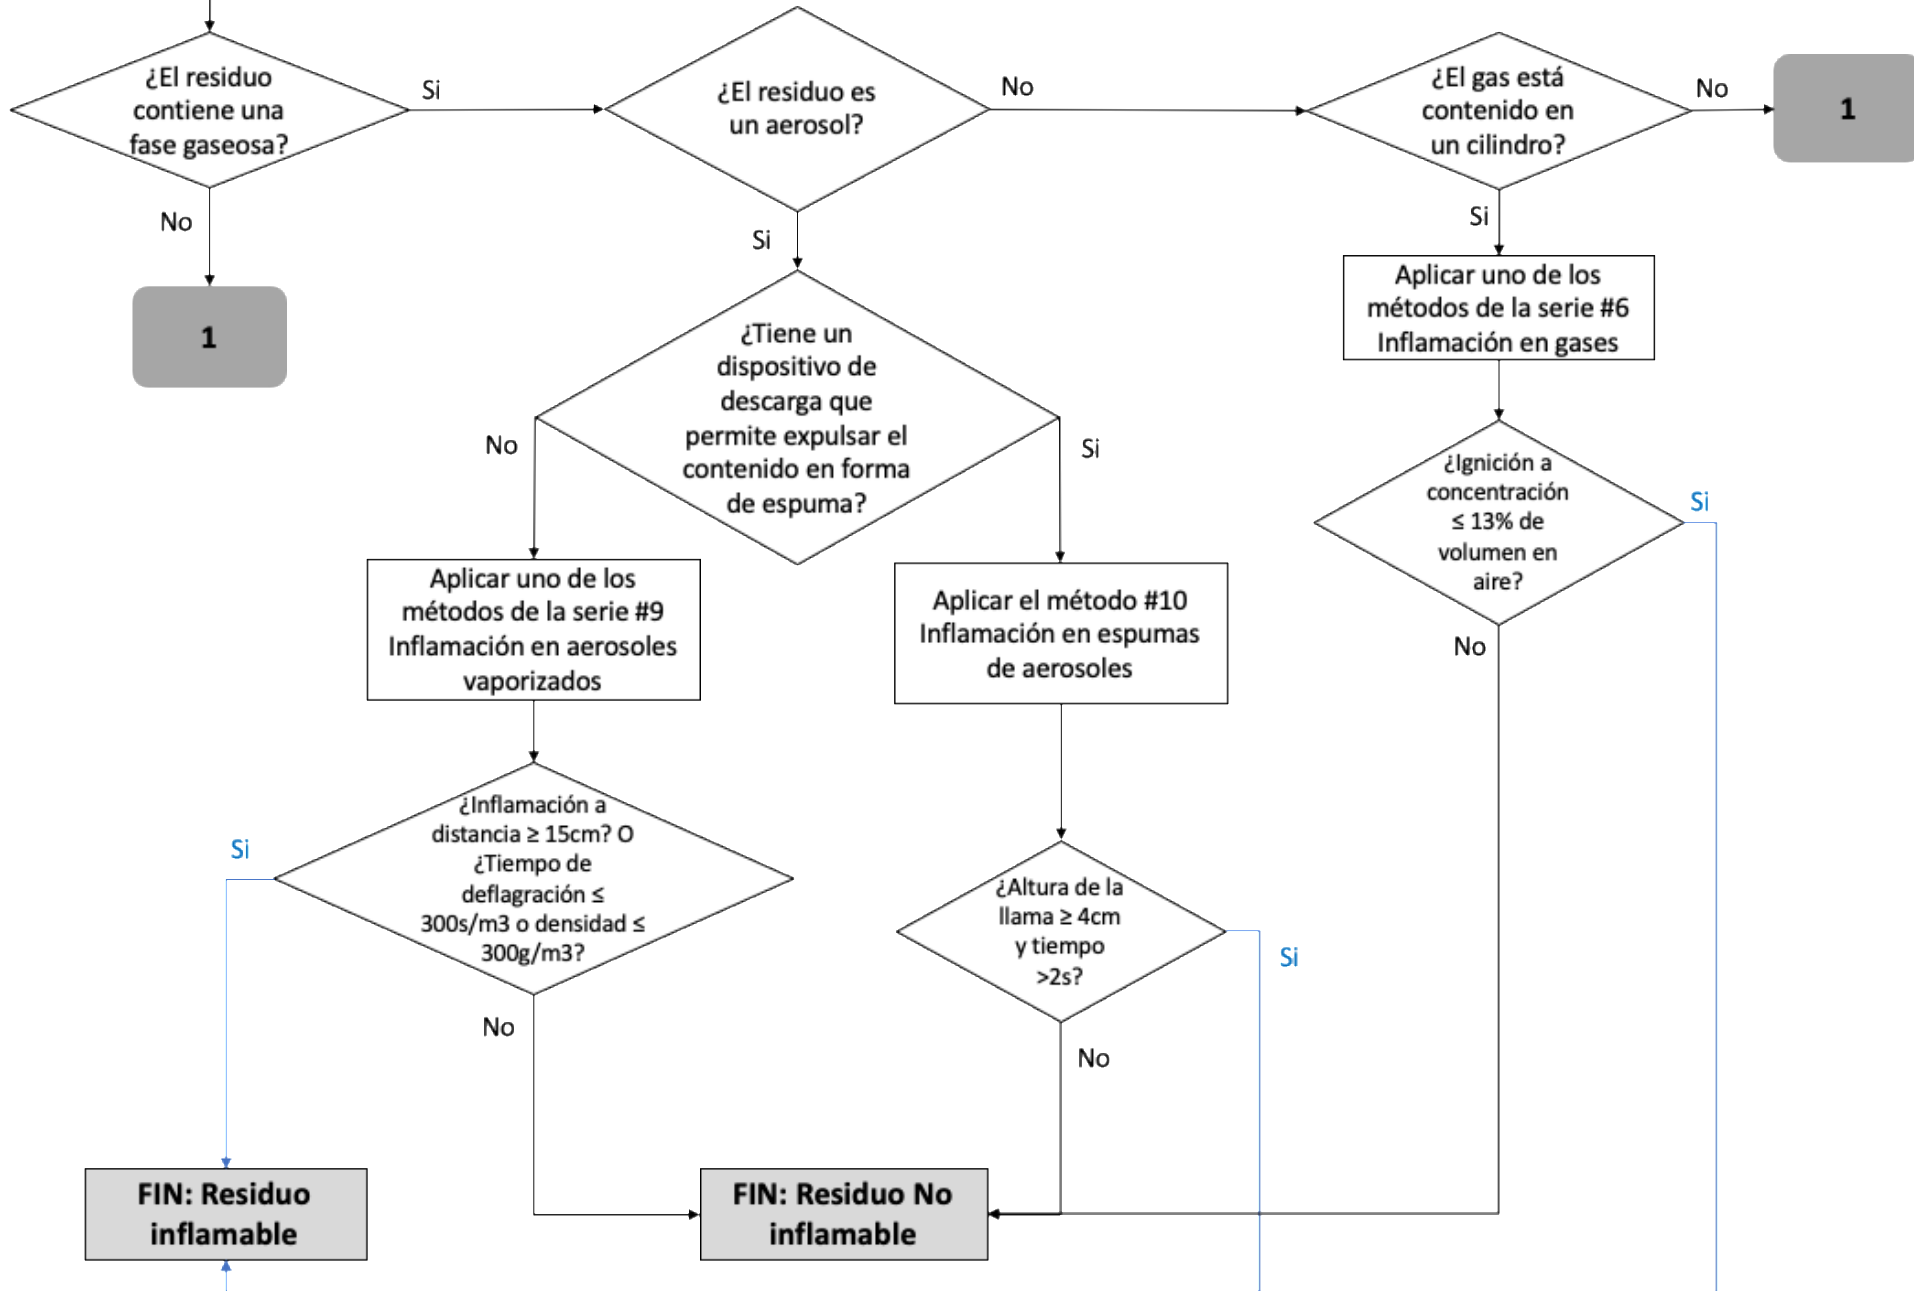 ¿El residuo
contiene una
fase gaseosa?
Si
¿El residuo es
un aerosol?
No
¿El gas está
contenido en
un cilindro?
No
1
No
1
Si
Si
Aplicar uno de los
métodos de la serie #6
Inflamación en gases
¿Tiene un
dispositivo de
descarga que
permite expulsar el
contenido en forma
de espuma?
No
Si
¿Ignición a
concentración
≤ 13% de
volumen en
aire?
Si
No
Aplicar uno de los
métodos de la serie #9
Inflamación en aerosoles
vaporizados
Aplicar el método #10
Inflamación en espumas
de aerosoles
¿Inflamación a
distancia ≥ 15cm? O
¿Tiempo de
deflagración ≤
300s/m3 o densidad ≤
300g/m3?
Si
No
¿Altura de la
llama ≥ 4cm
y tiempo
>2s?
Si
No
FIN: Residuo
inflamable
FIN: Residuo No
inflamable